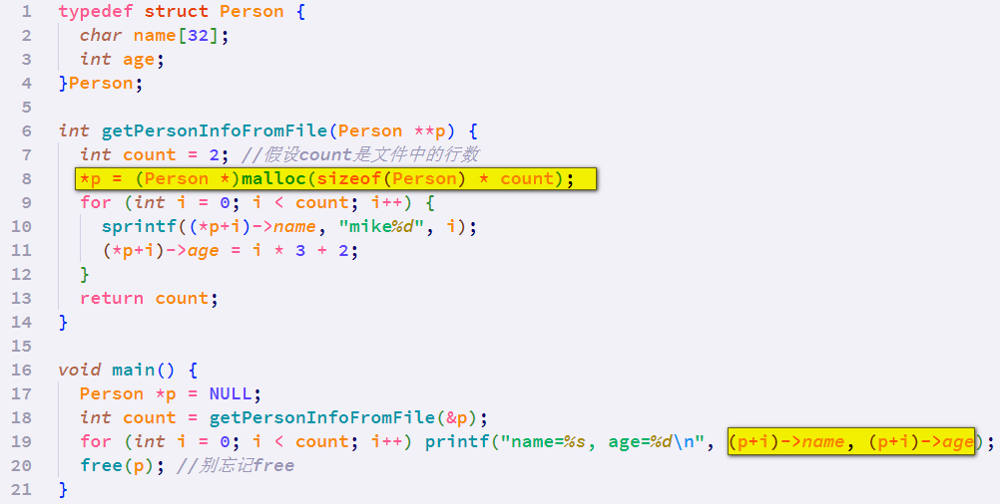 1 typedef struct Person {
2   char name[32];
3   int age;
4 }Person;
5
6 int getPersonInfoFromFile(Person **p) {
7   int count = 2; //假设count是文件中的行数
8   *p = (Person *)malloc(sizeof(Person) * count);
9   for (int i = 0; i < count; i++) {
10     sprintf((*p+i)->name, "mike%d", i);
11     (*p+i)->age = i * 3 + 2;
12   }
13   return count;
14 }
15
16 void main() {
17   Person *p = NULL;
18   int count = getPersonInfoFromFile(&p);
19   for (int i = 0; i < count; i++) printf("name=%s, age=%d\n", (p+i)->name, (p+i)->age);
20   free(p); //别忘记free
21 }